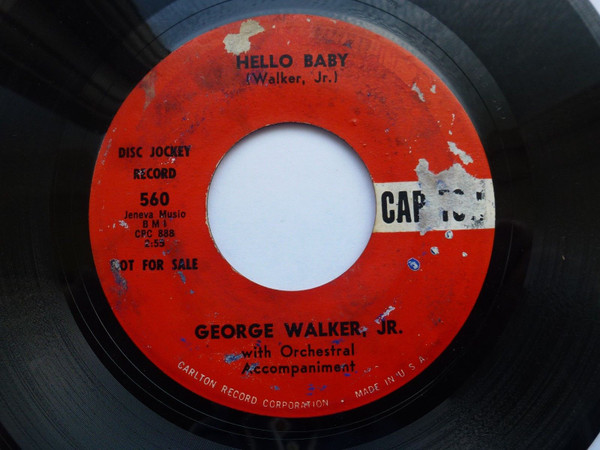 HELLO BABY
(Walker, Jr.)
DISC JOCKEY
RECORD
560
Jeneva Music
B M I
CPC 888
2:53
NOT FOR SALE
GEORGE WALKER, JR.
with Orchestral
Accompaniment
CARLTON RECORD CORPORATION • MADE IN U S A